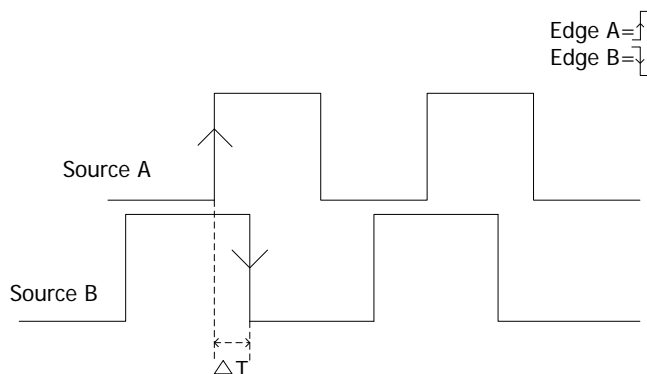 Edge A=
Edge B=
Source A
Source B
△T